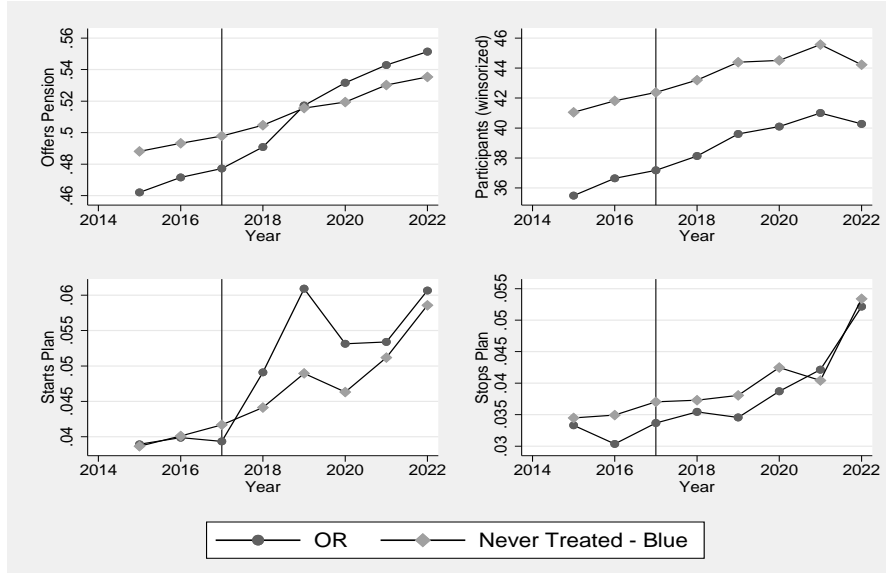 Offers Pension
.56
.54
.52
.5
.48
.46
2014 2016 2018 2020 2022
Year
Participants (winsorized)
46
44
42
40
38
36
2014 2016 2018 2020 2022
Year
Starts Plan
.06
.055
.05
.045
.04
2014 2016 2018 2020 2022
Year
Stops Plan
.055
.05
.045
.04
.035
.03
2014 2016 2018 2020 2022
Year
OR Never Treated - Blue